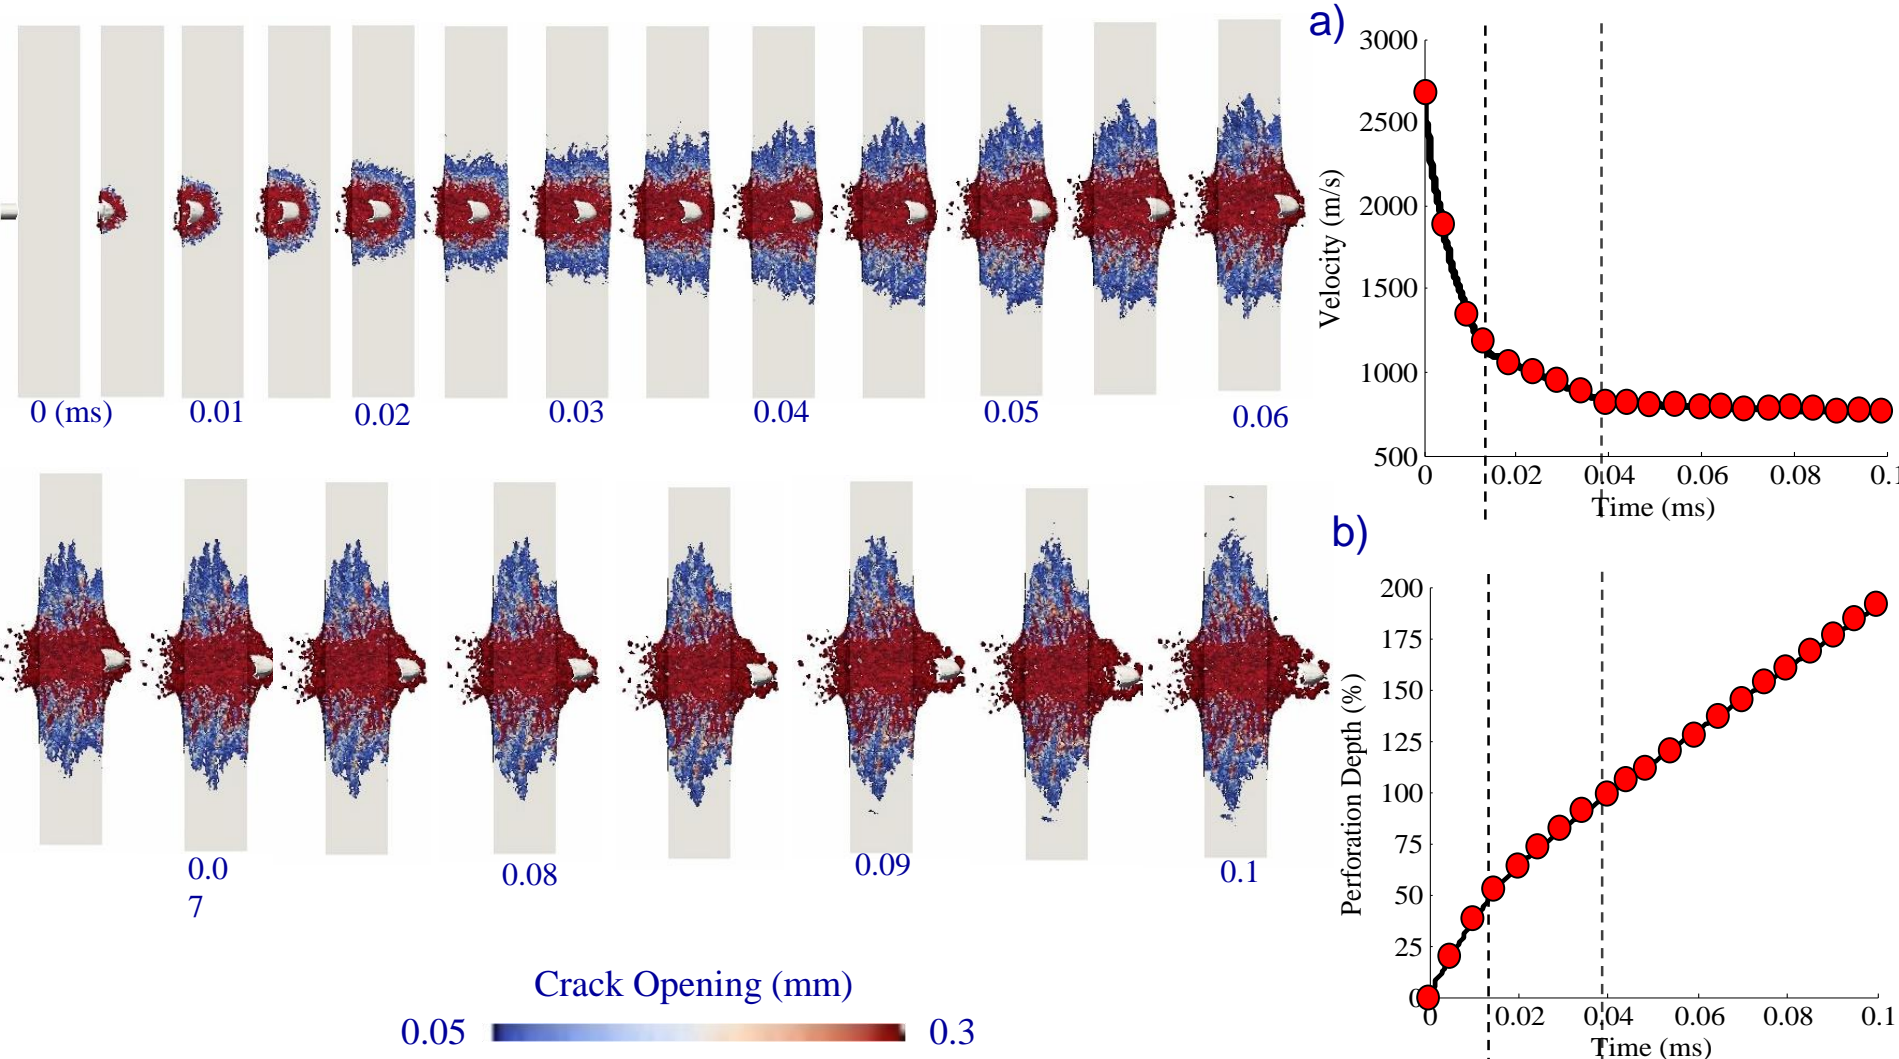 a)
3000
2500
2000
1500
1000
500
Velocity (m/s)
0 0.02 0.04 0.06 0.08 0.1
Time (ms)
0 (ms) 0.01 0.02 0.03 0.04 0.05 0.06
b)
200
175
150
125
100
75
50
25
0
Perforation Depth (%)
0 0.02 0.04 0.06 0.08 0.1
Time (ms)
0.0
7
0.08 0.09 0.1
Crack Opening (mm)
0.05 0.3